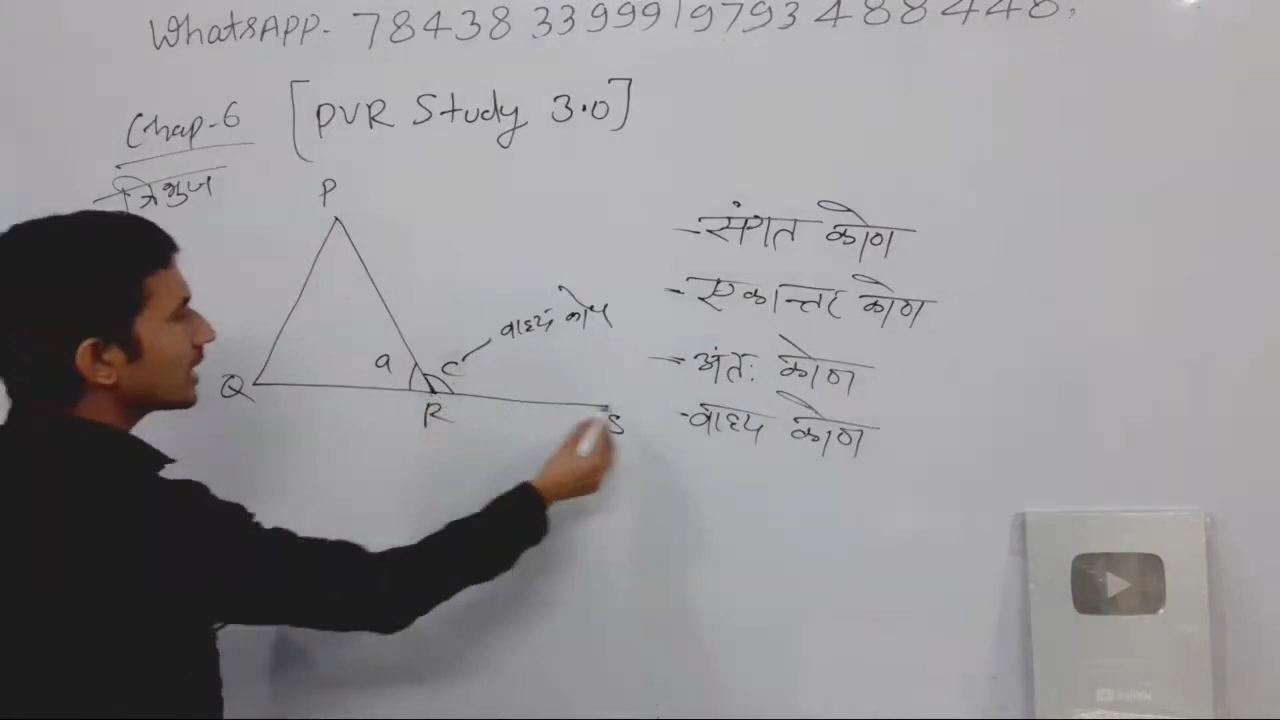 WhatsAPP- 7843833999 / 9793488448,
Chap-6 [PVR Study 3.0]
त्रिभुज
P
संगत कोण
एकान्तर कोण
वाह्य कोण
अंतः कोण
a c
Q R S
वाह्य कोण